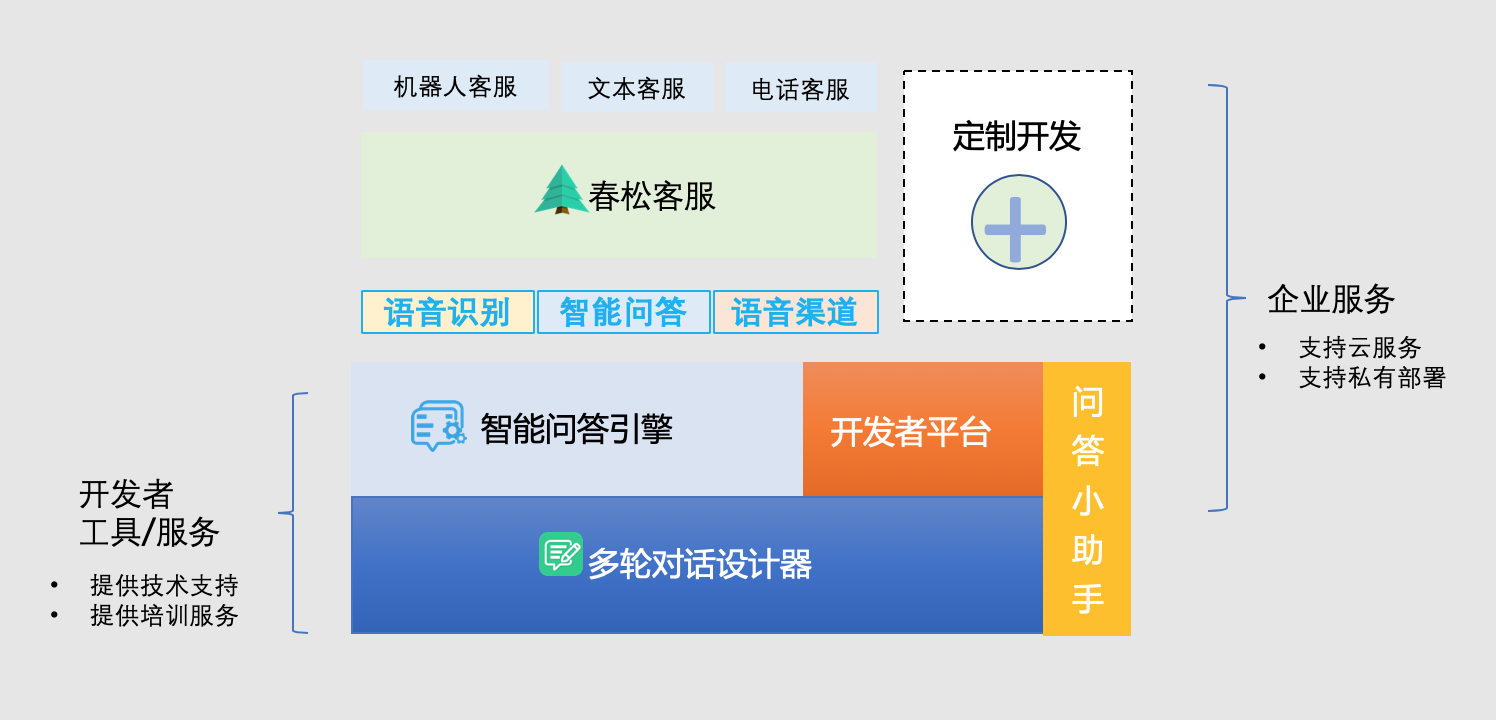 机器人客服
文本客服
电话客服
春松客服
定制开发
语音识别
智能问答
语音渠道
企业服务
• 支持云服务
• 支持私有部署
智能问答引擎
开发者平台
问
答
小
助
手
多轮对话设计器
开发者
工具/服务
• 提供技术支持
• 提供培训服务